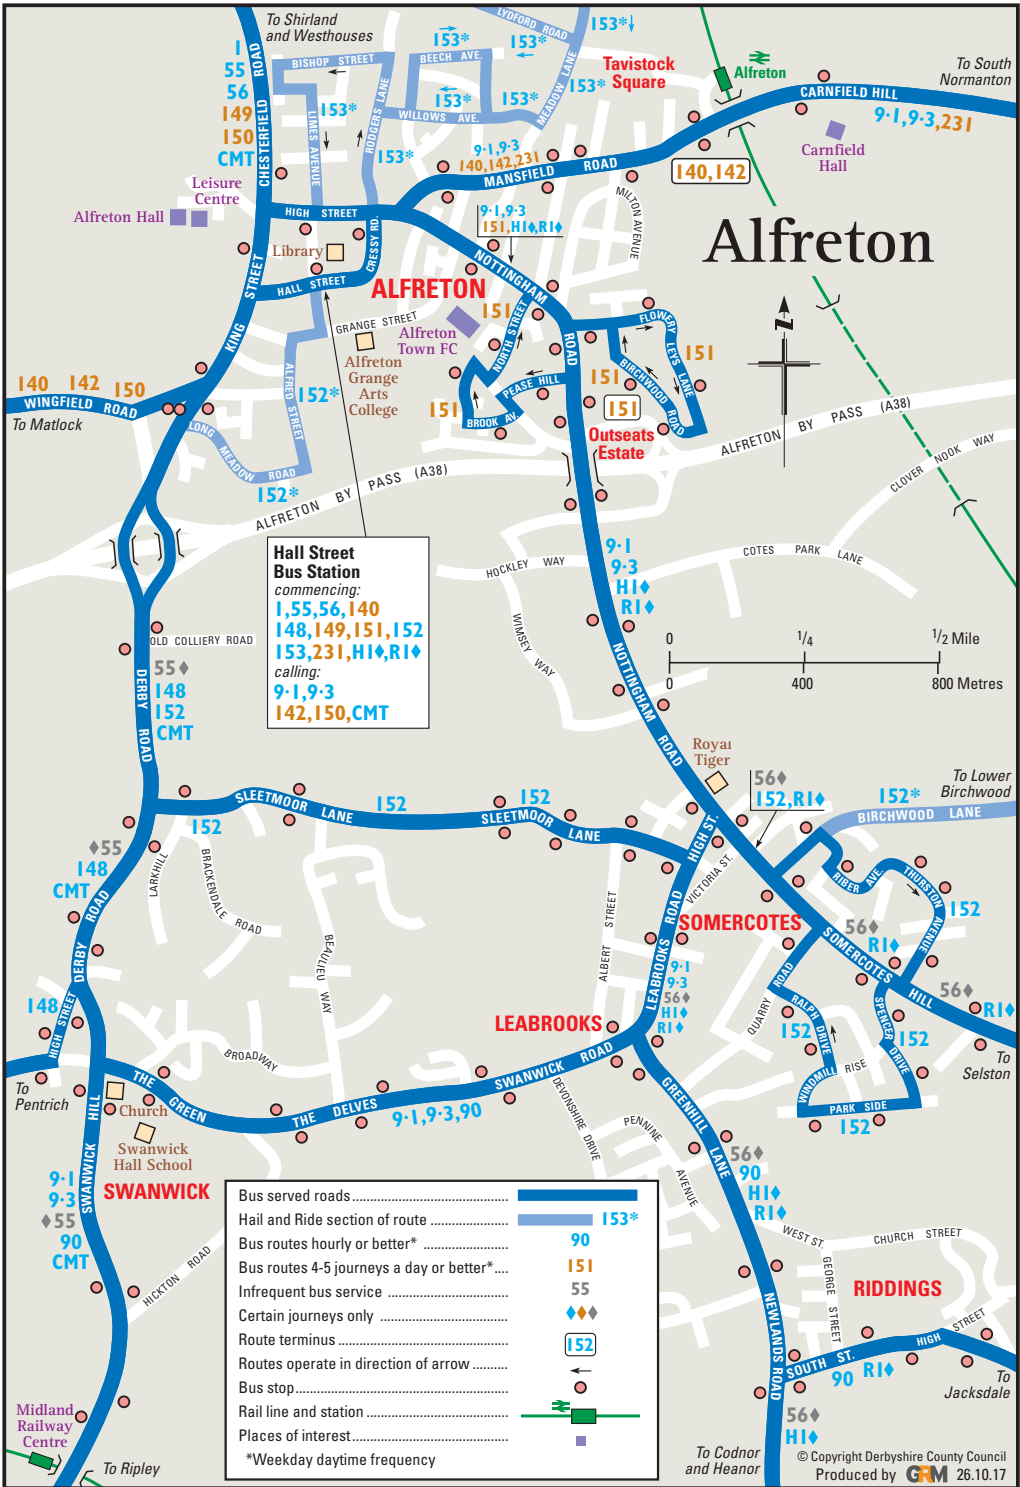 To Shirland
and Westhouses
LYDFORD ROAD
153*
1
55
56
149
150
CMT
CHESTERFIELD ROAD
BISHOP STREET
153*
BEECH AVE.
153*
153*
WILLOWS AVE.
153*
MEADOW LANE
153*
LIMES AVENUE
153*
RODGERS LANE
153*
Tavistock
Square
Alfreton
To South
Normanton
CARNFIELD HILL
9·1,9·3,231
Carnfield
Hall
9·1,9·3
140,142,231
MANSFIELD ROAD
140,142
MILTON AVENUE
Leisure
Centre
Alfreton Hall
HIGH STREET
Library
CRESSY RD.
HALL STREET
9·1,9·3
151,H1♦,R1♦
Alfreton
NOTTINGHAM ROAD
ALFRETON
KING STREET
GRANGE STREET
Alfreton
Town FC
Alfreton
Grange
Arts
College
151
NORTH STREET
PEASE HILL
BROOK AV.
151
FLOWERY LEYS LANE
151
BIRCHWOOD ROAD
151
151
Outseats
Estate
N
140 142 150
WINGFIELD ROAD
To Matlock
ALFRED STREET
152*
LONG MEADOW ROAD
152*
ALFRETON BY PASS (A38)
ALFRETON BY PASS (A38)
CLOVER NOOK WAY
COTES PARK LANE
HOCKLEY WAY
WIMSEY WAY
9·1
9·3
H1♦
R1♦
Hall Street
Bus Station
commencing:
1,55,56,140
148,149,151,152
153,231,H1♦,R1♦
calling:
9·1,9·3
142,150,CMT
0 1/4 1/2 Mile
0 400 800 Metres
OLD COLLIERY ROAD
DERBY ROAD
55♦
148
152
CMT
NOTTINGHAM ROAD
Royal
Tiger
56♦
152,R1♦
To Lower
Birchwood
152*
BIRCHWOOD LANE
SLEETMOOR LANE
152
152
152
SLEETMOOR LANE
HIGH ST.
VICTORIA ST.
RIBER AVE.
THURSTON AVENUE
152
♦55
148
CMT
DERBY ROAD
LARKHILL
BRACKENDALE ROAD
BEAULIEU WAY
ALBERT STREET
LEABROOKS ROAD
SOMERCOTES
56♦
R1♦
SOMERCOTES HILL
56♦
R1♦
To
Selston
9·1
9·3
56♦
H1♦
R1♦
QUARRY ROAD
RALPH DRIVE
152
SPENCER DRIVE
152
WINDMILL RISE
PARK SIDE
152
148
HIGH STREET
To
Pentrich
LEABROOKS
SWANWICK ROAD
BROADWAY
THE GREEN
THE DELVES
9·1,9·3,90
Church
Swanwick
Hall School
SWANWICK HILL
SWANWICK
9·1
9·3
♦55
90
CMT
HICKTON ROAD
DEVONSHIRE DRIVE
PENNINE AVENUE
GREENHILL LANE
56♦
90
H1♦
R1♦
WEST ST.
CHURCH STREET
GEORGE STREET
RIDDINGS
NEWLANDS ROAD
SOUTH ST.
HIGH STREET
90 R1♦
To
Jacksdale
56♦
H1♦
To Codnor
and Heanor
Midland
Railway
Centre
To Ripley
Bus served roads
Hail and Ride section of route 153*
Bus routes hourly or better* 90
Bus routes 4-5 journeys a day or better* 151
Infrequent bus service 55
Certain journeys only ♦♦♦
Route terminus 152
Routes operate in direction of arrow
Bus stop
Rail line and station
Places of interest
*Weekday daytime frequency
© Copyright Derbyshire County Council
Produced by GRM 26.10.17